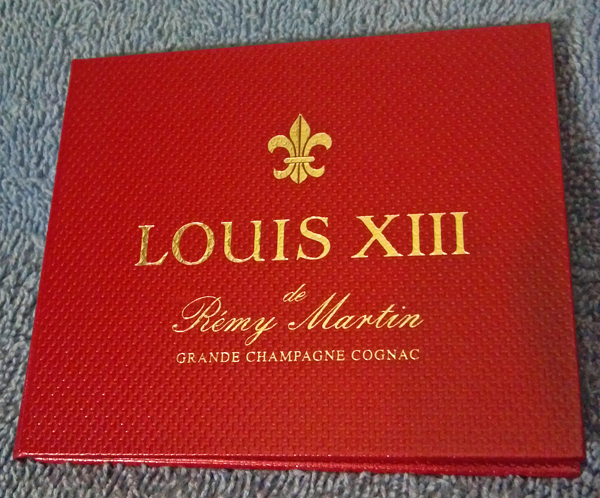 LOUIS XIII
de
Rémy Martin
GRANDE CHAMPAGNE COGNAC